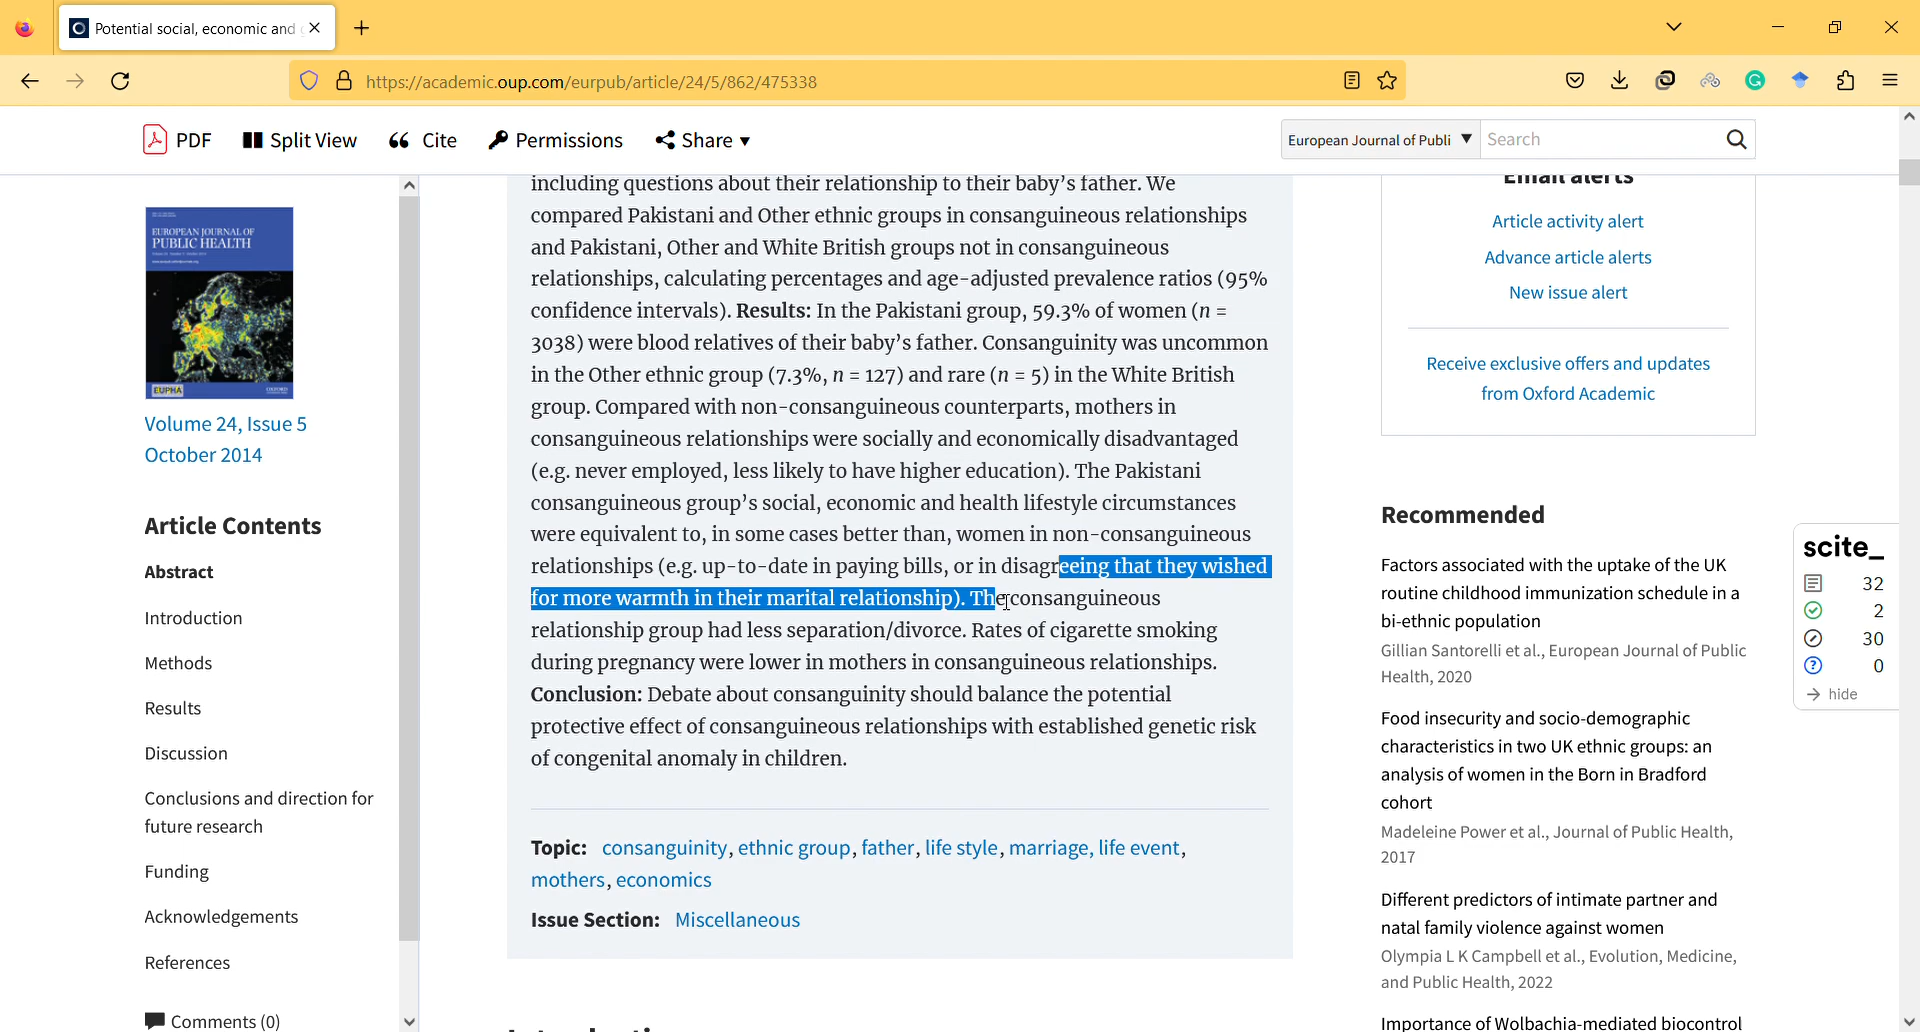 Potential social, economic and
https://academic.oup.com/eurpub/article/24/5/862/475338
PDF
Split View
Cite
Permissions
Share
European Journal of Publi
Search
EUROPEAN JOURNAL OF
PUBLIC HEALTH
EUPHA
Volume 24, Issue 5
October 2014
Article Contents
Abstract
Introduction
Methods
Results
Discussion
Conclusions and direction for
future research
Funding
Acknowledgements
References
Comments (0)
including questions about their relationship to their baby’s father. We
compared Pakistani and Other ethnic groups in consanguineous relationships
and Pakistani, Other and White British groups not in consanguineous
relationships, calculating percentages and age-adjusted prevalence ratios (95%
confidence intervals). Results: In the Pakistani group, 59.3% of women (n =
3038) were blood relatives of their baby’s father. Consanguinity was uncommon
in the Other ethnic group (7.3%, n = 127) and rare (n = 5) in the White British
group. Compared with non-consanguineous counterparts, mothers in
consanguineous relationships were socially and economically disadvantaged
(e.g. never employed, less likely to have higher education). The Pakistani
consanguineous group’s social, economic and health lifestyle circumstances
were equivalent to, in some cases better than, women in non-consanguineous
relationships (e.g. up-to-date in paying bills, or in disagreeing that they wished
for more warmth in their marital relationship). The consanguineous
relationship group had less separation/divorce. Rates of cigarette smoking
during pregnancy were lower in mothers in consanguineous relationships.
Conclusion: Debate about consanguinity should balance the potential
protective effect of consanguineous relationships with established genetic risk
of congenital anomaly in children.
Topic: consanguinity, ethnic group, father, life style, marriage, life event,
mothers, economics
Issue Section: Miscellaneous
Email alerts
Article activity alert
Advance article alerts
New issue alert
Receive exclusive offers and updates
from Oxford Academic
Recommended
Factors associated with the uptake of the UK
routine childhood immunization schedule in a
bi-ethnic population
Gillian Santorelli et al., European Journal of Public
Health, 2020
Food insecurity and socio-demographic
characteristics in two UK ethnic groups: an
analysis of women in the Born in Bradford
cohort
Madeleine Power et al., Journal of Public Health,
2017
Different predictors of intimate partner and
natal family violence against women
Olympia L K Campbell et al., Evolution, Medicine,
and Public Health, 2022
Importance of Wolbachia-mediated biocontrol
scite_
32
2
30
0
hide